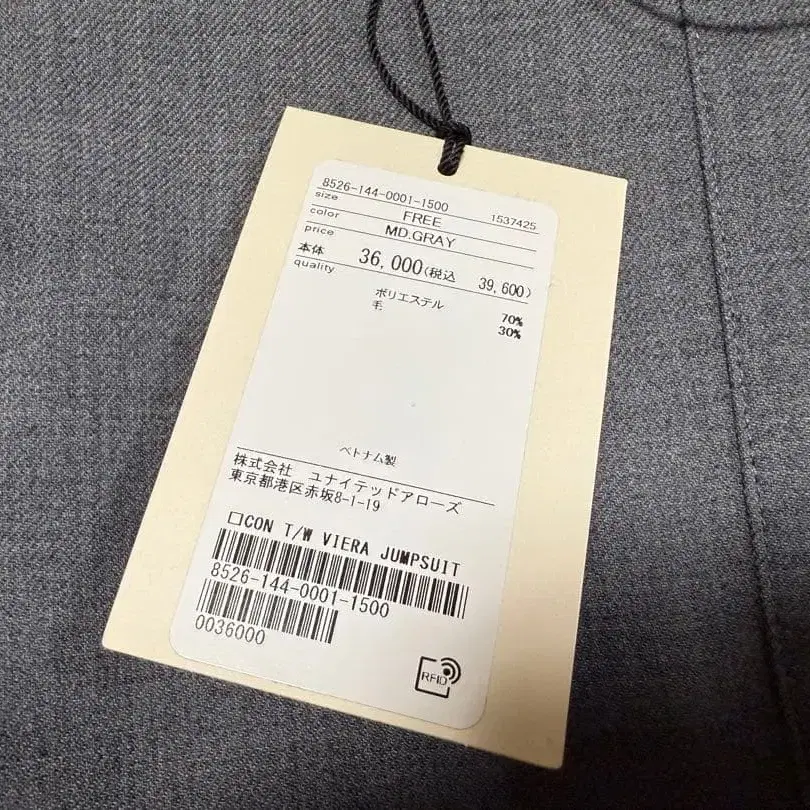 8526-144-0001-1500 1537425
size FREE
color MD.GRAY
price
本体 36,000(税込 39,600)
quality
ポリエステル 70%
毛 30%
ベトナム製
株式会社 ユナイテッドアローズ
東京都港区赤坂8-1-19
□CON T/W VIERA JUMPSUIT
8526-144-0001-1500
0036000
RFID